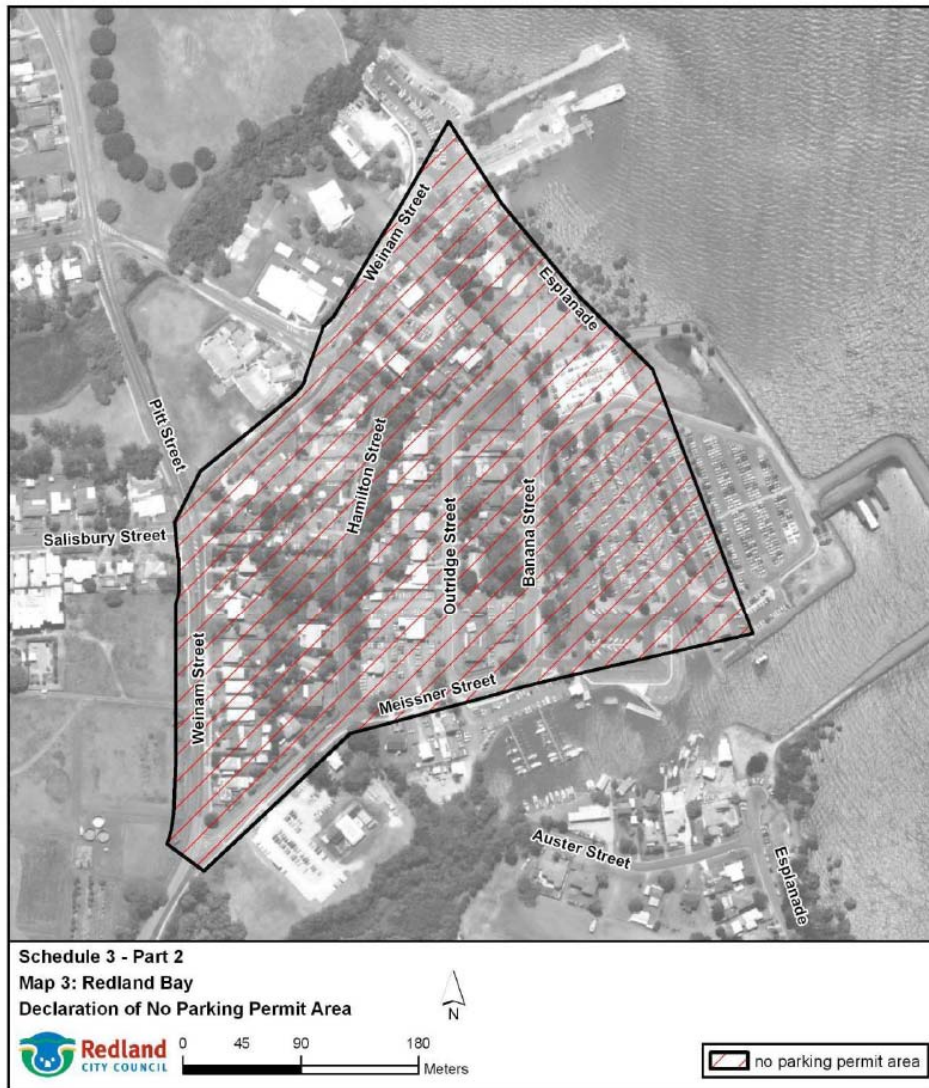 Weinam Street
Esplanade
Pitt Street
Hamilton Street
Salisbury Street
Outridge Street
Banana Street
Weinam Street
Meissner Street
Auster Street
Esplanade
Schedule 3 - Part 2
Map 3: Redland Bay
Declaration of No Parking Permit Area
N
Redland
CITY COUNCIL
0 45 90 180
Meters
no parking permit area